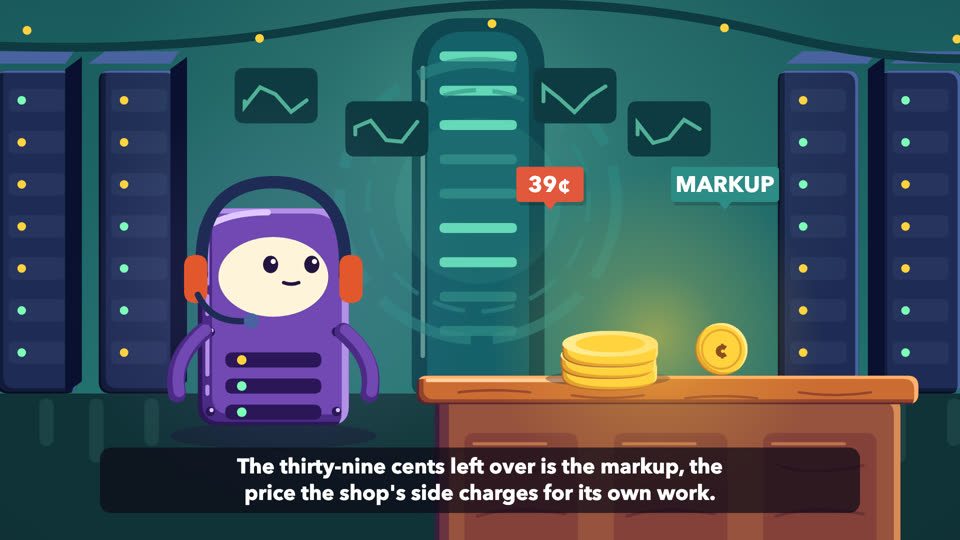 39¢
MARKUP
¢
The thirty-nine cents left over is the markup, the
price the shop's side charges for its own work.